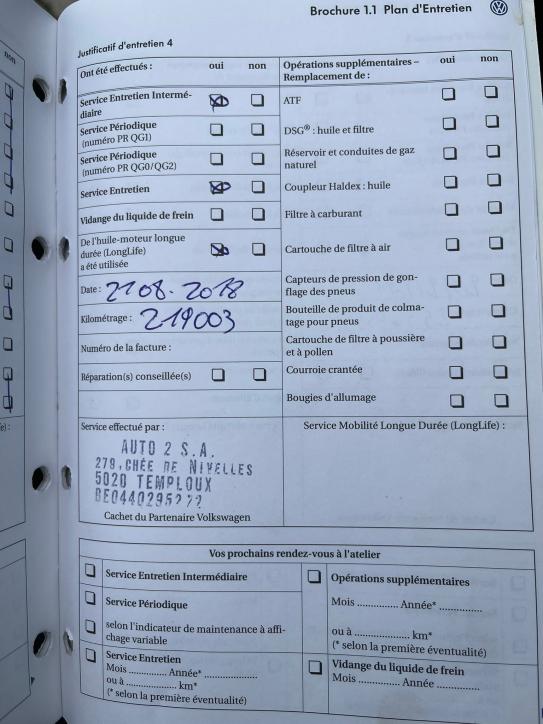 Brochure 1.1 Plan d'Entretien
Justificatif d'entretien 4
Ont été effectués : oui non
Service Entretien Intermé-
diaire
Service Périodique
(numéro PR QG1)
Service Périodique
(numéro PR QG0/QG2)
Service Entretien
Vidange du liquide de frein
De l'huile-moteur longue
durée (LongLife)
a été utilisée
Date : 21 08 - 2018
Kilométrage : 219003
Numéro de la facture :
Réparation(s) conseillée(s)
Service effectué par :
AUTO 2 S.A.
279, CHÉE DE NIVELLES
5020 TEMPLOUX
Cachet du Partenaire Volkswagen
Opérations supplémentaires – oui non
Remplacement de :
ATF
DSG® : huile et filtre
Réservoir et conduites de gaz
naturel
Coupleur Haldex : huile
Filtre à carburant
Cartouche de filtre à air
Capteurs de pression de gon-
flage des pneus
Bouteille de produit de colma-
tage pour pneus
Cartouche de filtre à poussière
et à pollen
Courroie crantée
Bougies d'allumage
Service Mobilité Longue Durée (LongLife) :
Vos prochains rendez-vous à l'atelier
Service Entretien Intermédiaire
Service Périodique
selon l'indicateur de maintenance à affi-
chage variable
Service Entretien
Mois .............. Année* ..................
ou à ........................ km*
(* selon la première éventualité)
Opérations supplémentaires
Mois .............. Année* ...............
ou à .................... km*
(* selon la première éventualité)
Vidange du liquide de frein
Mois .............. Année ...............
non
e) :